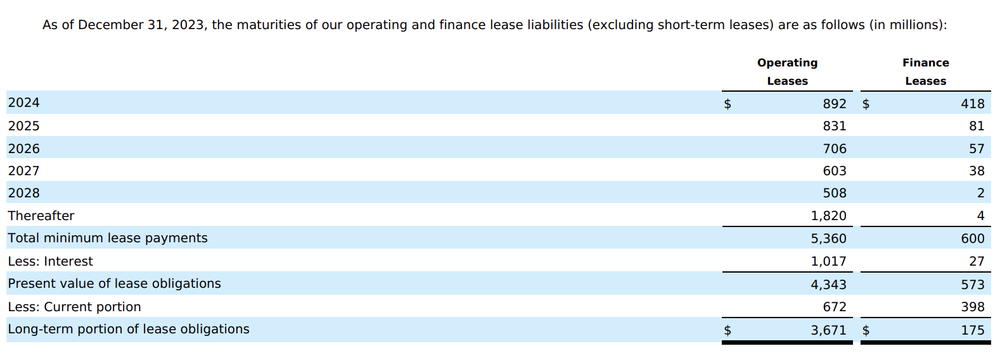 As of December 31, 2023, the maturities of our operating and finance lease liabilities (excluding short-term leases) are as follows (in millions):
Operating Finance
Leases Leases
2024 $ 892 $ 418
2025 831 81
2026 706 57
2027 603 38
2028 508 2
Thereafter 1,820 4
Total minimum lease payments 5,360 600
Less: Interest 1,017 27
Present value of lease obligations 4,343 573
Less: Current portion 672 398
Long-term portion of lease obligations $ 3,671 $ 175